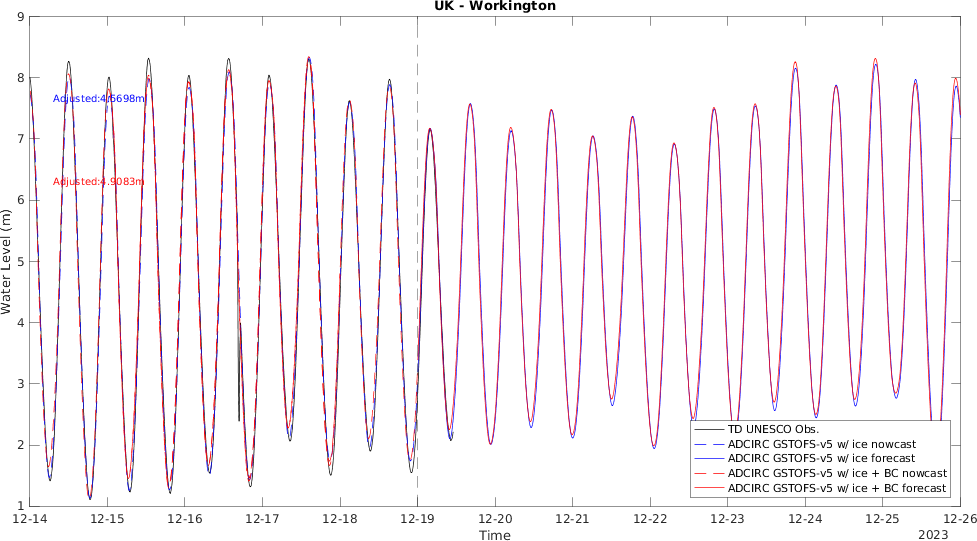 UK - Workington
9
8
7
6
5
4
3
2
1
Water Level (m)
Adjusted:4.6698m
Adjusted:4.9083m
TD UNESCO Obs.
ADCIRC GSTOFS-v5 w/ ice nowcast
ADCIRC GSTOFS-v5 w/ ice forecast
ADCIRC GSTOFS-v5 w/ ice + BC nowcast
ADCIRC GSTOFS-v5 w/ ice + BC forecast
12-14 12-15 12-16 12-17 12-18 12-19 12-20 12-21 12-22 12-23 12-24 12-25 12-26
Time
2023